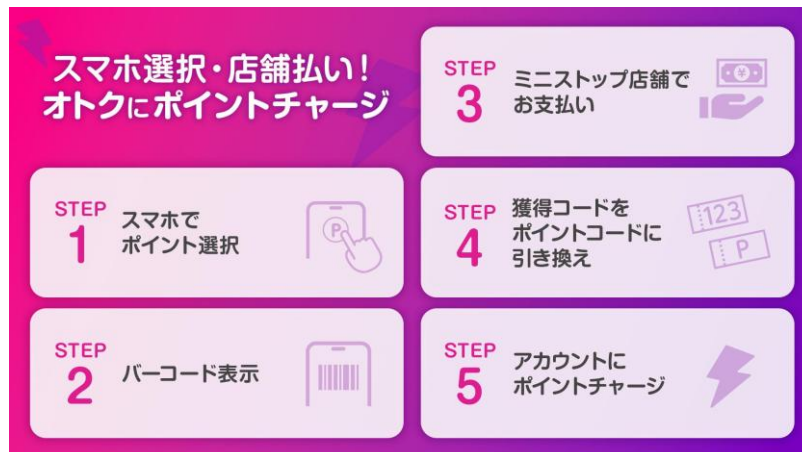 スマホ選択・店舗払い!
オトクにポイントチャージ
STEP
1
スマホで
ポイント選択
P
STEP
2
バーコード表示
STEP
3
ミニストップ店舗で
お支払い
¥
STEP
4
獲得コードを
ポイントコードに
引き換え
123
P
STEP
5
アカウントに
ポイントチャージ